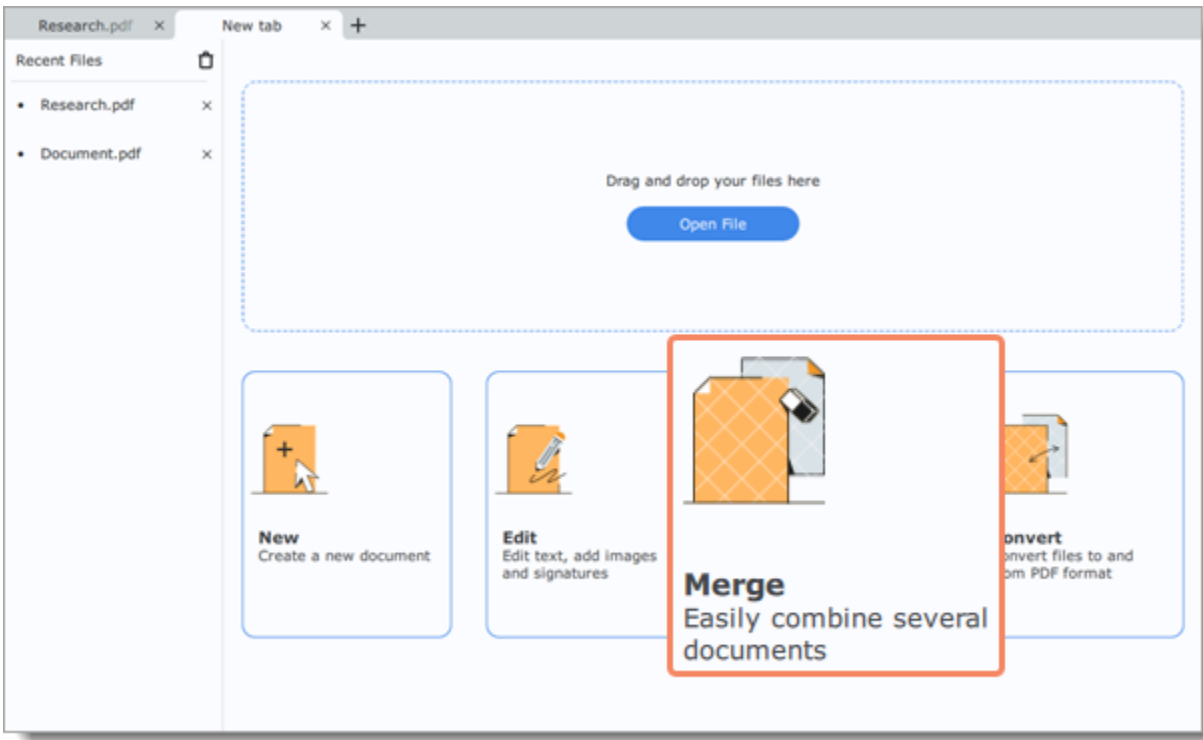 Research.pdf
New tab
Recent Files
Research.pdf
Document.pdf
Drag and drop your files here
Open File
New
Create a new document
Edit
Edit text, add images
and signatures
Merge
Easily combine several
documents
onvert
onvert files to and
om PDF format